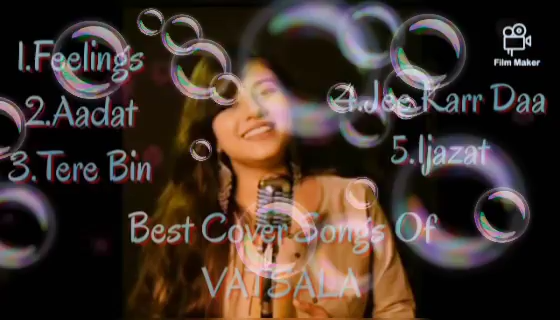 1.Feelings
2.Aadat
3.Tere Bin
4.Jee Karr Daa
5.Ijazat
Best Cover Songs Of
VATSALA
Film Maker